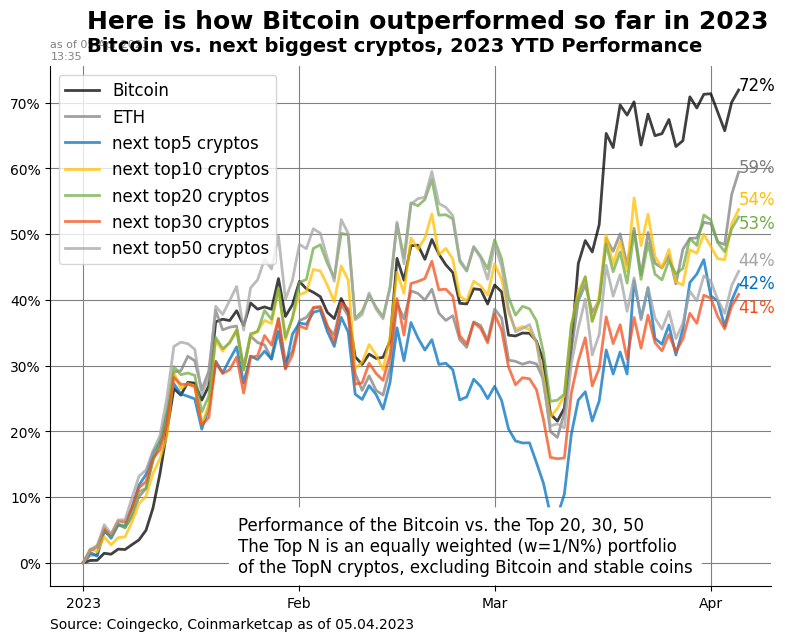 Here is how Bitcoin outperformed so far in 2023
Bitcoin vs. next biggest cryptos, 2023 YTD Performance
as of 0
13:35
Bitcoin
ETH
next top5 cryptos
next top10 cryptos
next top20 cryptos
next top30 cryptos
next top50 cryptos
70%
60%
50%
40%
30%
20%
10%
0%
72%
59%
54%
53%
44%
42%
41%
Performance of the Bitcoin vs. the Top 20, 30, 50
The Top N is an equally weighted (w=1/N%) portfolio
of the TopN cryptos, excluding Bitcoin and stable coins
2023 Feb Mar Apr
Source: Coingecko, Coinmarketcap as of 05.04.2023